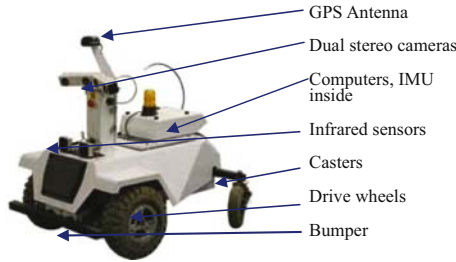 GPS Antenna
Dual stereo cameras
Computers, IMU
inside
Infrared sensors
Casters
Drive wheels
Bumper